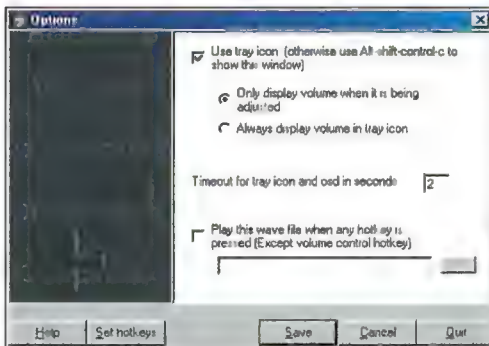 Options
Use tray icon (otherwise use Alt-shift-control-c to
show this window)
Only display volume when it is being
adjusted
Always display volume in tray icon
Timeout for tray icon and osd in seconds
2
Play this wave file when any hotkey is
pressed (Except volume control hotkey)
Help
Set hotkeys
Save
Cancel
Quit